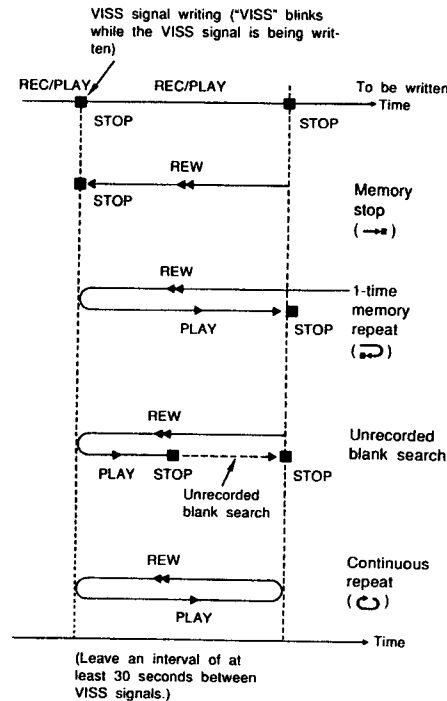 VISS signal writing ("VISS" blinks
while the VISS signal is being writ-
ten)
REC/PLAY REC/PLAY To be written
Time
STOP STOP
REW
STOP
Memory
stop
REW
1-time
memory
repeat
PLAY STOP
REW
Unrecorded
blank search
PLAY STOP STOP
Unrecorded
blank search
REW
Continuous
repeat
PLAY
Time
(Leave an interval of at
least 30 seconds between
VISS signals.)